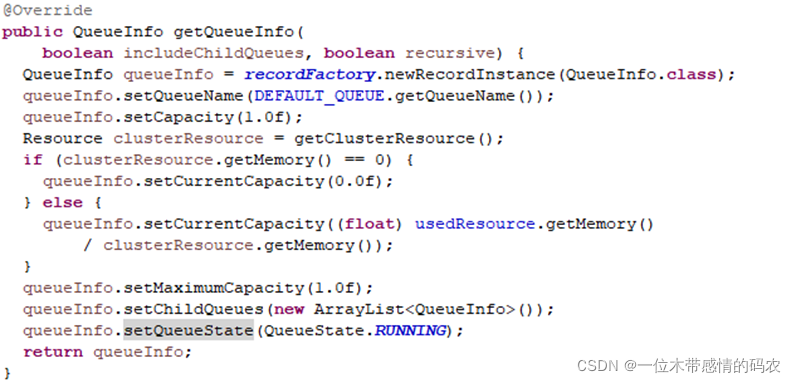 @Override
public QueueInfo getQueueInfo(
    boolean includeChildQueues, boolean recursive) {
  QueueInfo queueInfo = recordFactory.newRecordInstance(QueueInfo.class);
  queueInfo.setQueueName(DEFAULT_QUEUE.getQueueName());
  queueInfo.setCapacity(1.0f);
  Resource clusterResource = getClusterResource();
  if (clusterResource.getMemory() == 0) {
    queueInfo.setCurrentCapacity(0.0f);
  } else {
    queueInfo.setCurrentCapacity((float) usedResource.getMemory()
        / clusterResource.getMemory());
  }
  queueInfo.setMaximumCapacity(1.0f);
  queueInfo.setChildQueues(new ArrayList<QueueInfo>());
  queueInfo.setQueueState(QueueState.RUNNING);
  return queueInfo;
}
CSDN @一位木带感情的码农